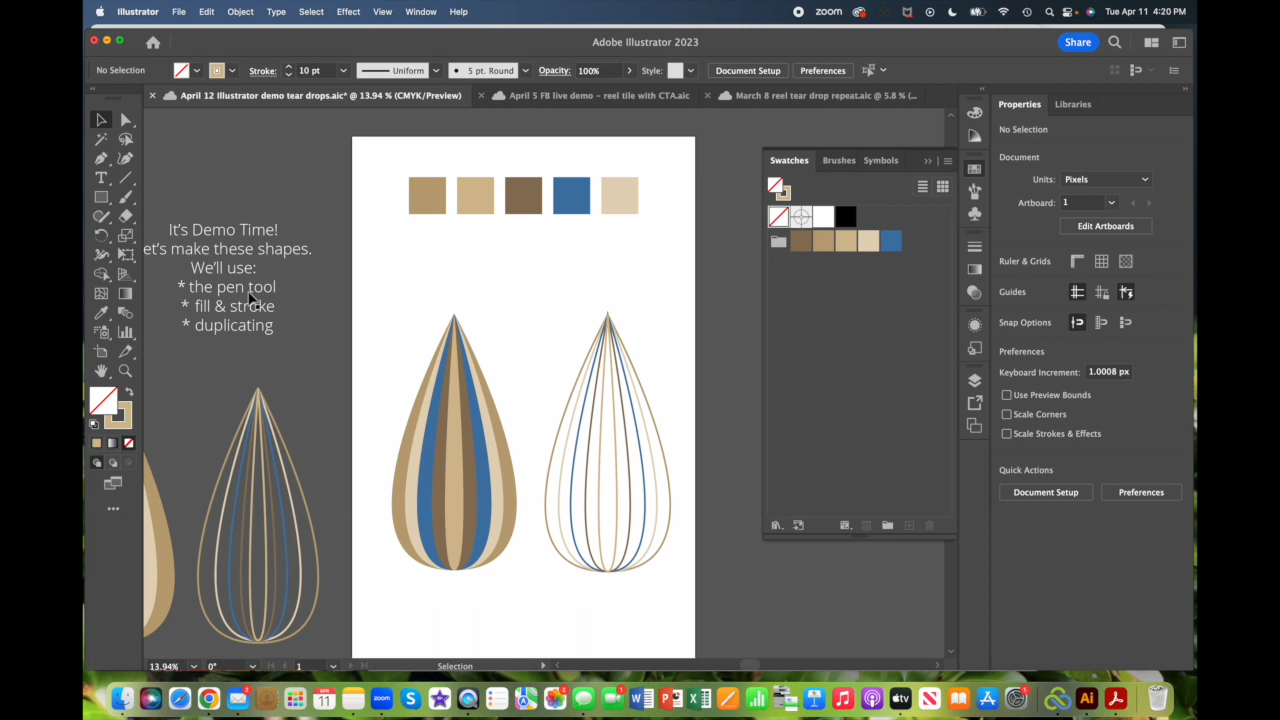 Illustrator File Edit Object Type Select Effect View Window Help
zoom
Tue Apr 11 4:20 PM
Adobe Illustrator 2023
Share
No Selection
Stroke:
10 pt
Uniform
5 pt. Round
Opacity:
100%
Style:
Document Setup
Preferences
April 12 Illustrator demo tear drops.aic* @ 13.94 % (CMYK/Preview)
April 5 FB live demo - reel tile with CTA.aic
March 8 reel tear drop repeat.aic @ 5.8 % (...
It's Demo Time!
et's make these shapes.
We'll use:
* the pen tool
* fill & stroke
* duplicating
Swatches
Brushes
Symbols
Properties
Libraries
No Selection
Document
Units:
Pixels
Artboard:
1
Edit Artboards
Ruler & Grids
Guides
Snap Options
Preferences
Keyboard Increment:
1.0008 px
Use Preview Bounds
Scale Corners
Scale Strokes & Effects
Quick Actions
Document Setup
Preferences
13.94%
0°
1
Selection
APR
11
zoom
Ai